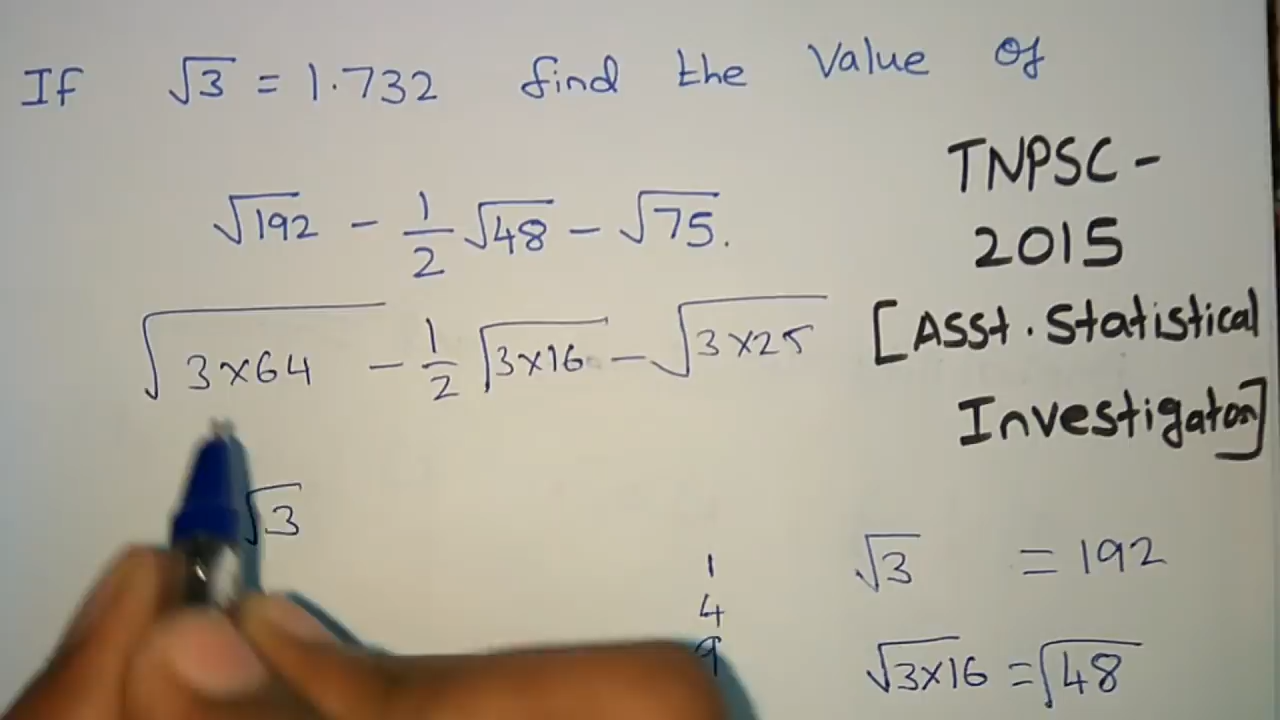 If √3 = 1.732 find the Value of
√192 - 1/2 √48 - √75.
√3×64 - 1/2 √3×16 - √3×25
√3
TNPSC -
2015
[Asst. Statistical
Investigator]
1
4
9
√3 = 192
√3×16 = √48